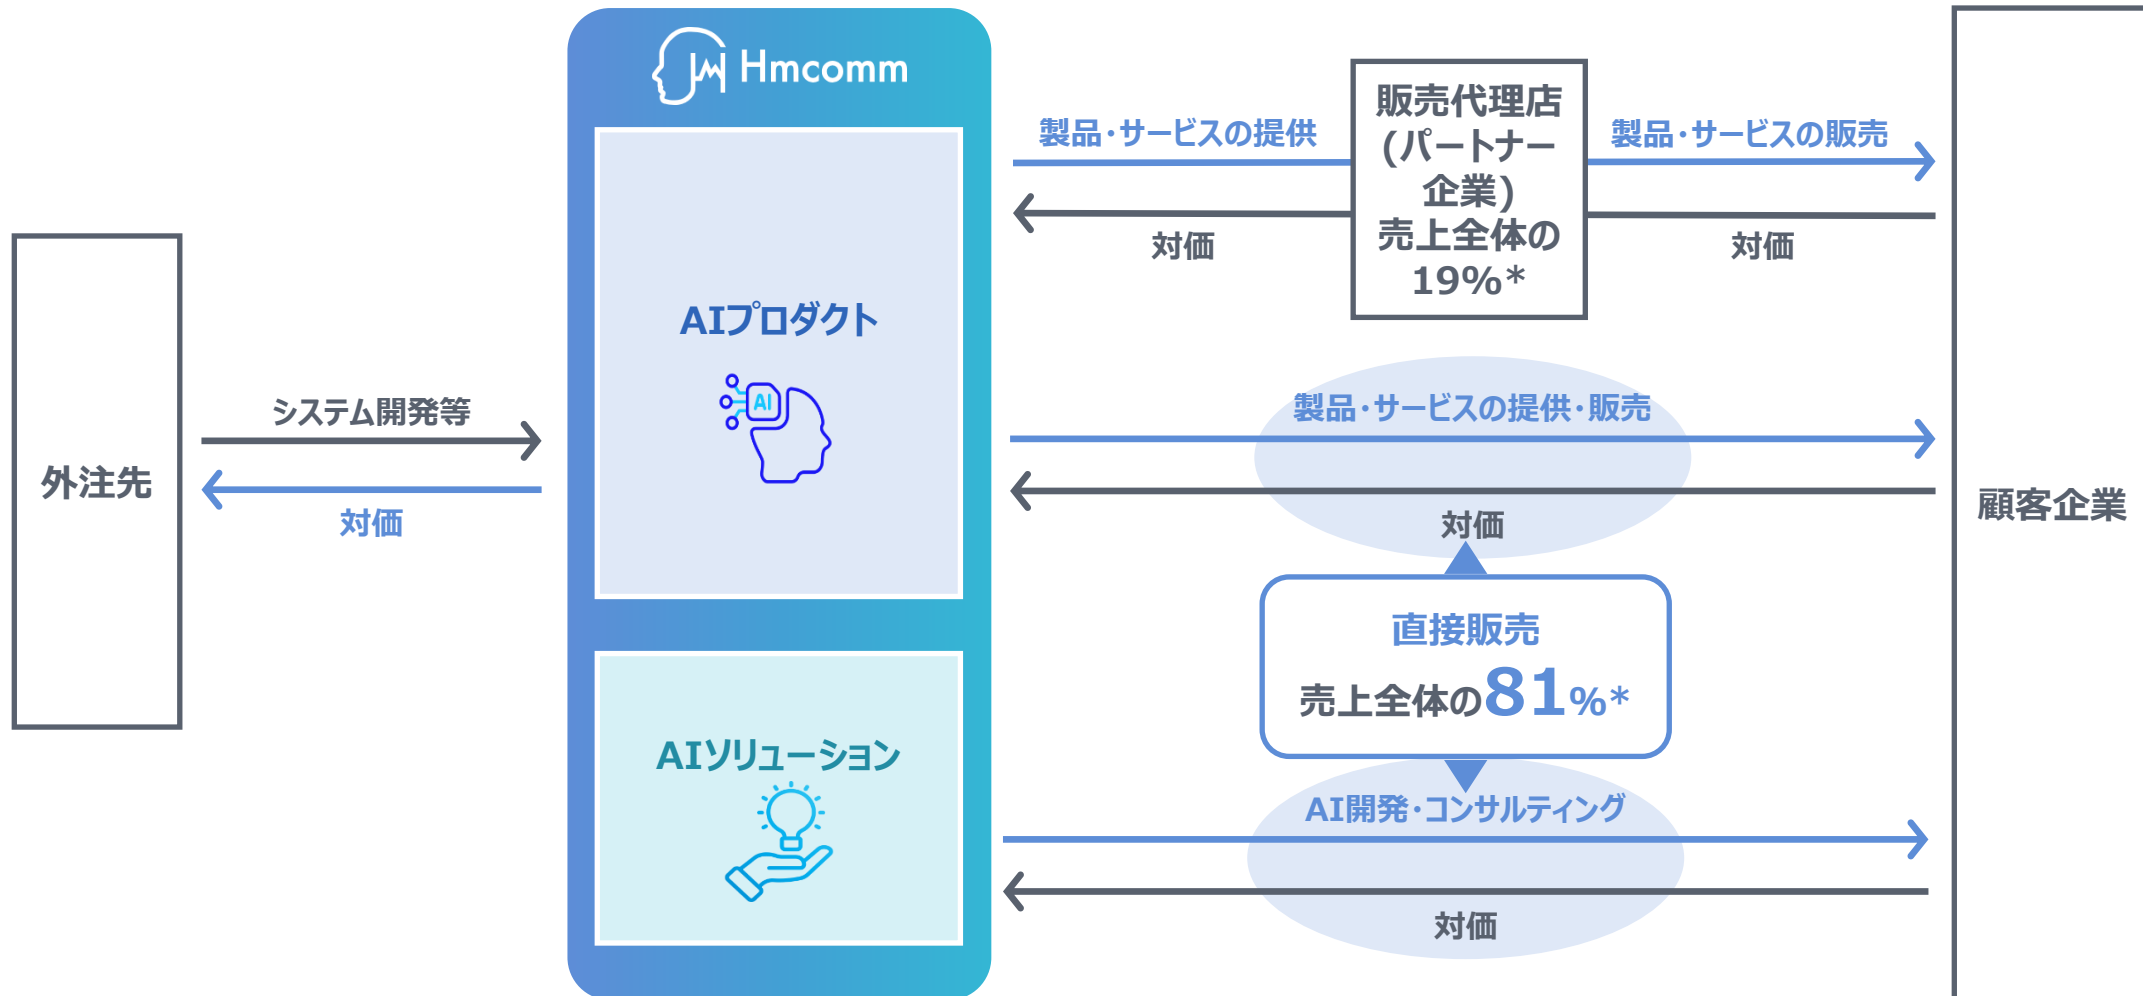 Hmcomm
外注先
システム開発等
対価
AIプロダクト
AI
AIソリューション
製品・サービスの提供
対価
販売代理店
(パートナー
企業)
売上全体の
19%*
製品・サービスの販売
対価
製品・サービスの提供・販売
対価
直接販売
売上全体の81%*
AI開発・コンサルティング
対価
顧客企業